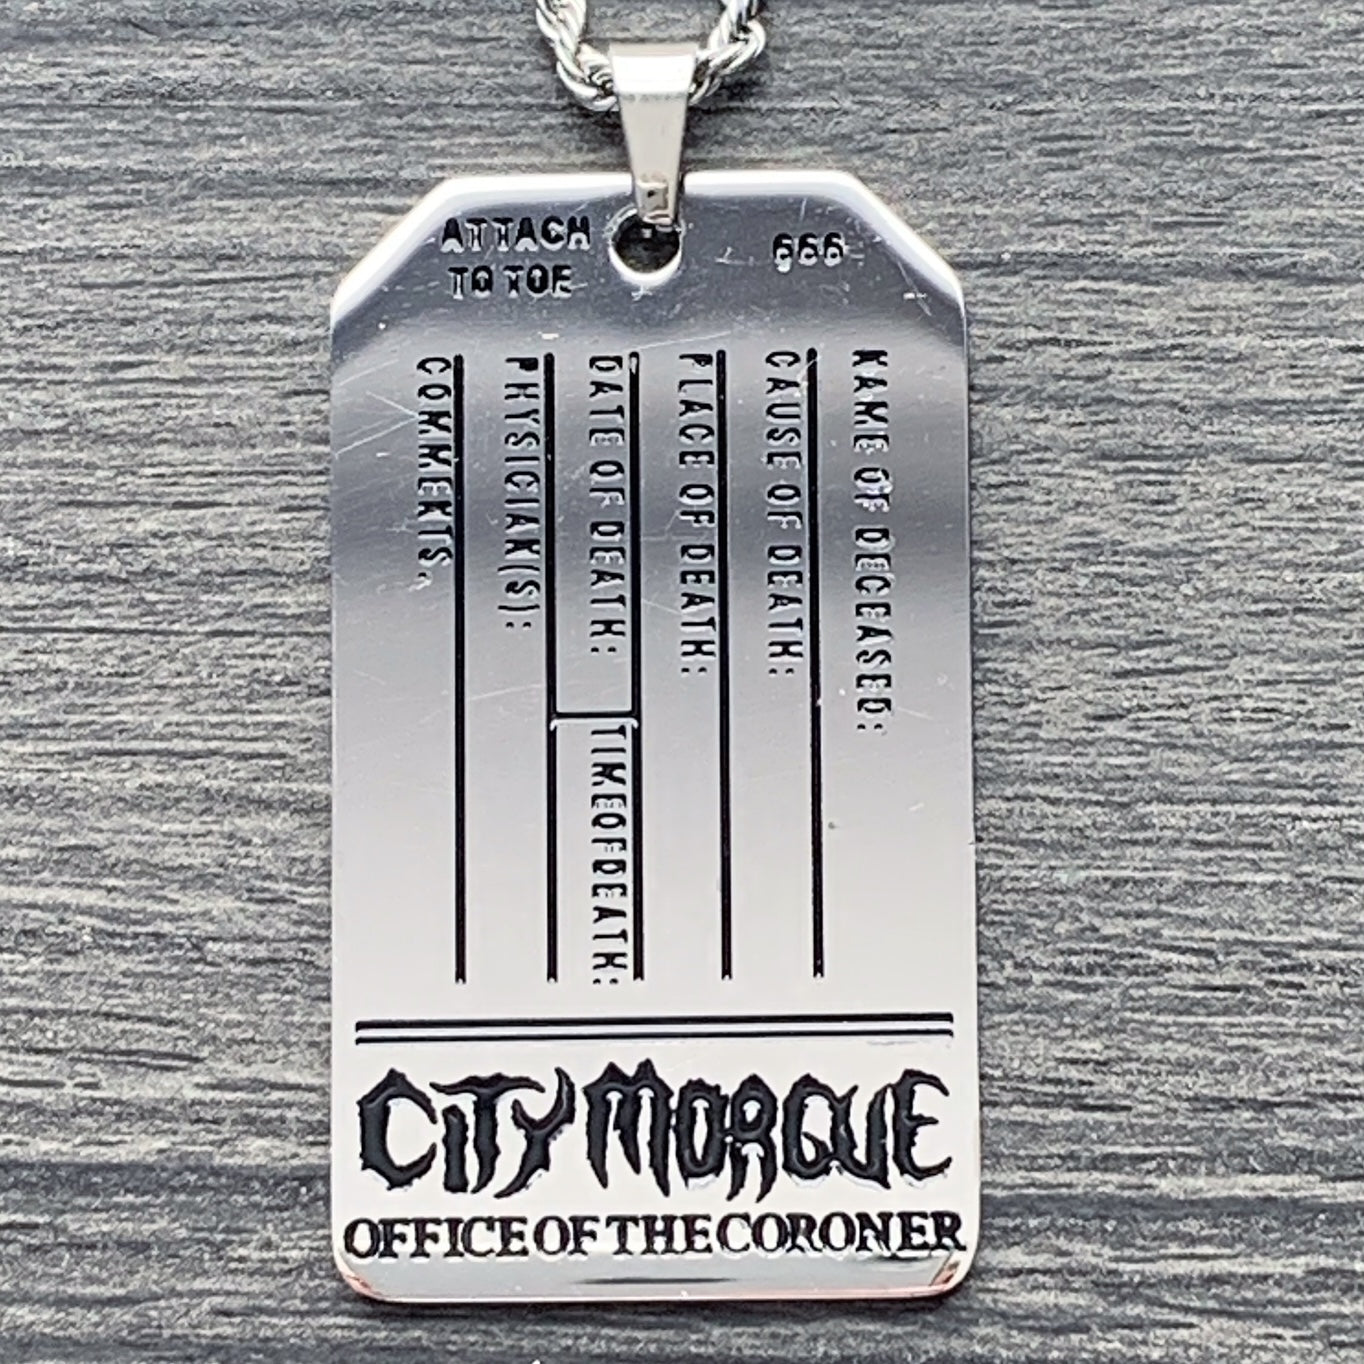 ATTACH
TO TOE
666
NAME OF DECEASED:
CAUSE OF DEATH:
PLACE OF DEATH:
DATE OF DEATH:
TIME OF DEATH:
PHYSICIAN(S):
COMMENTS.
CITY MORGUE
OFFICE OF THE CORONER